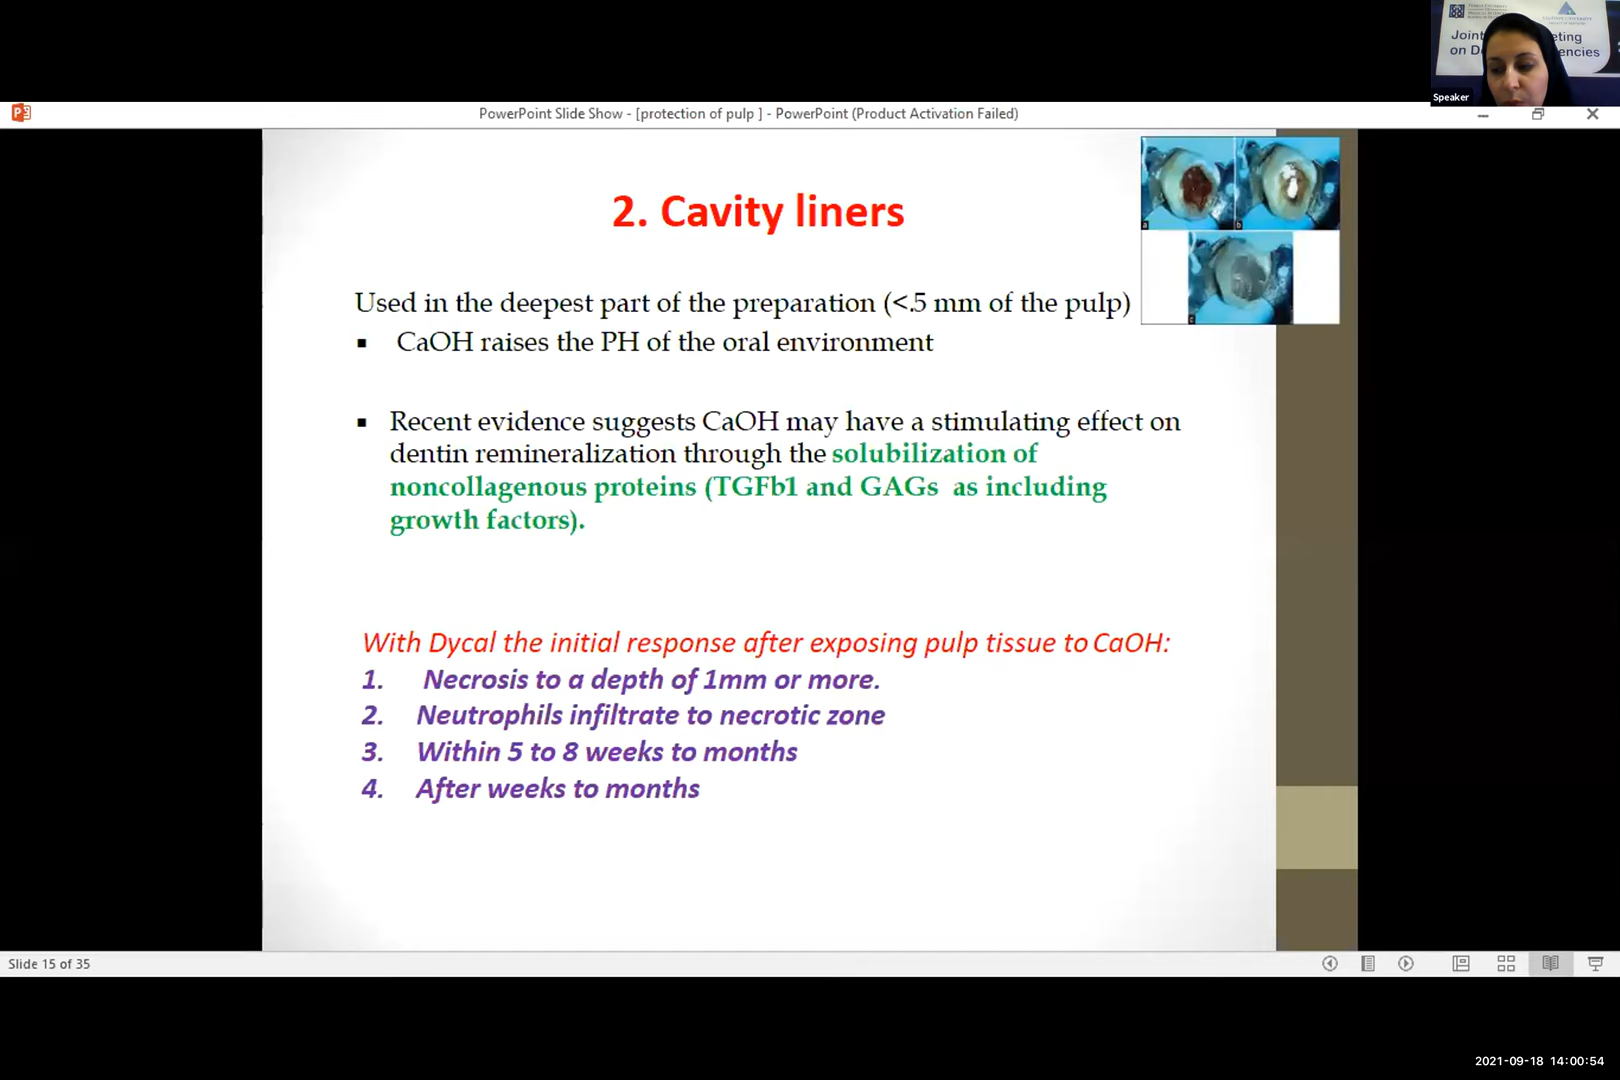 Joint eting
on D encies
Speaker
PowerPoint Slide Show - [protection of pulp ] - PowerPoint (Product Activation Failed)
2. Cavity liners
a b
c
Used in the deepest part of the preparation (<.5 mm of the pulp)
▪ CaOH raises the PH of the oral environment
▪ Recent evidence suggests CaOH may have a stimulating effect on
dentin remineralization through the solubilization of
noncollagenous proteins (TGFb1 and GAGs as including
growth factors).
With Dycal the initial response after exposing pulp tissue to CaOH:
1. Necrosis to a depth of 1mm or more.
2. Neutrophils infiltrate to necrotic zone
3. Within 5 to 8 weeks to months
4. After weeks to months
Slide 15 of 35
2021-09-18 14:00:54